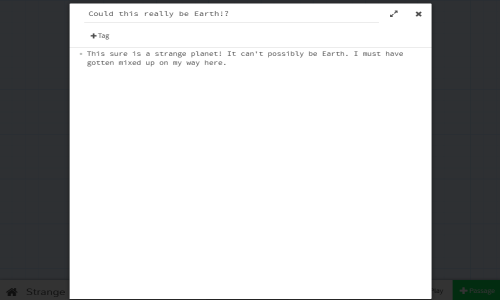 Could this really be Earth!?
+Tag
- This sure is a strange planet! It can't possibly be Earth. I must have
gotten mixed up on my way here.
Strange
+Passage